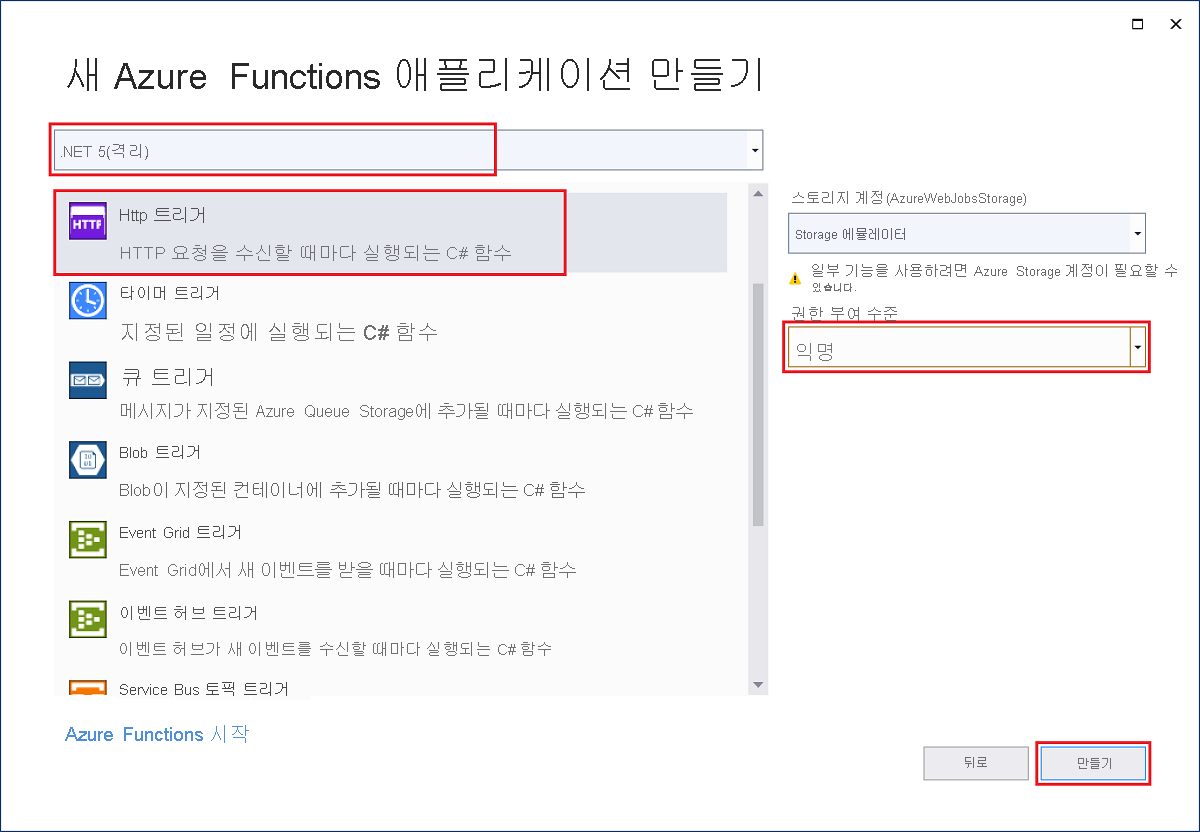 새 Azure Functions 애플리케이션 만들기
.NET 5(격리)
HTTP
Http 트리거
HTTP 요청을 수신할 때마다 실행되는 C# 함수
타이머 트리거
지정된 일정에 실행되는 C# 함수
큐 트리거
메시지가 지정된 Azure Queue Storage에 추가될 때마다 실행되는 C# 함수
Blob 트리거
Blob이 지정된 컨테이너에 추가될 때마다 실행되는 C# 함수
Event Grid 트리거
Event Grid에서 새 이벤트를 받을 때마다 실행되는 C# 함수
이벤트 허브 트리거
이벤트 허브가 새 이벤트를 수신할 때마다 실행되는 C# 함수
Service Bus 토픽 트리거
스토리지 계정(AzureWebJobsStorage)
Storage 에뮬레이터
일부 기능을 사용하려면 Azure Storage 계정이 필요할 수
있습니다.
권한 부여 수준
익명
Azure Functions 시작
뒤로
만들기